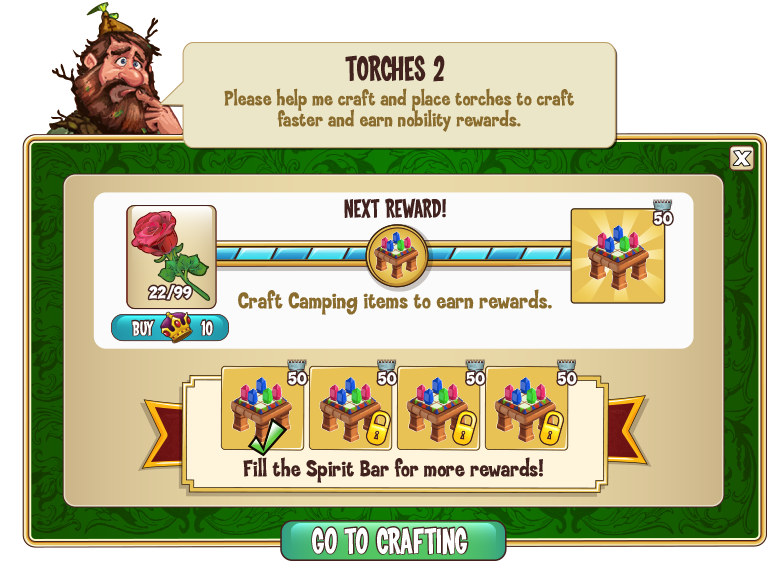 TORCHES 2
Please help me craft and place torches to craft
faster and earn nobility rewards.
X
NEXT REWARD!
50
22/99
Craft Camping items to earn rewards.
BUY 10
50 50 50 50
Fill the Spirit Bar for more rewards!
GO TO CRAFTING